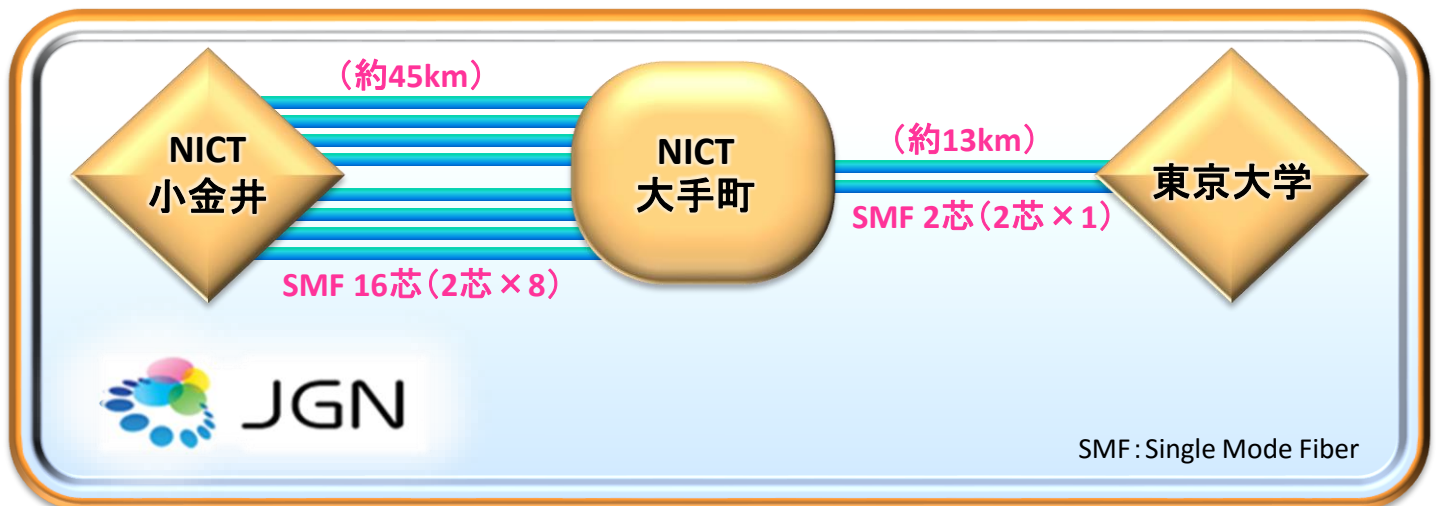 （約45km）
NICT
小金井
SMF 16芯（2芯×8）
NICT
大手町
（約13km）
SMF 2芯（2芯×1）
東京大学
JGN
SMF：Single Mode Fiber